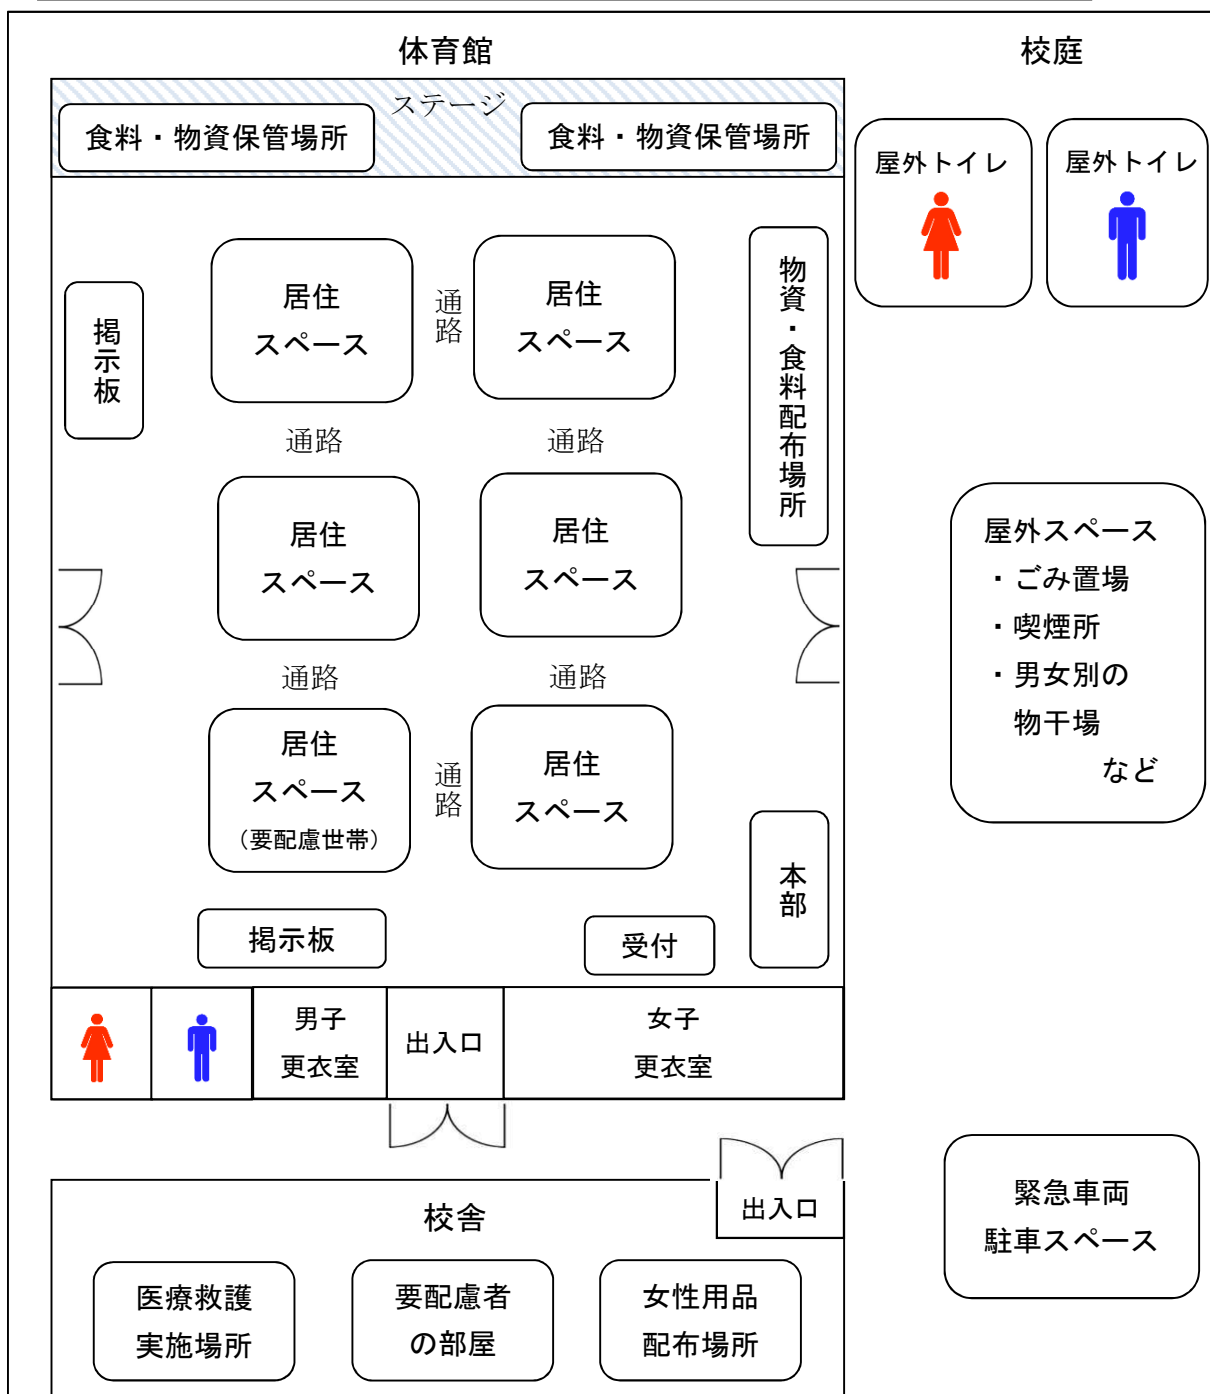 体育館
校庭
ステージ
食料・物資保管場所
食料・物資保管場所
屋外トイレ
屋外トイレ
掲示板
居住
スペース
通路
居住
スペース
物資・食料配布場所
通路
通路
居住
スペース
居住
スペース
屋外スペース
・ごみ置場
・喫煙所
・男女別の
物干場
など
通路
通路
居住
スペース
(要配慮世帯)
通路
居住
スペース
本部
掲示板
受付
男子
更衣室
出入口
女子
更衣室
校舎
出入口
緊急車両
駐車スペース
医療救護
実施場所
要配慮者
の部屋
女性用品
配布場所